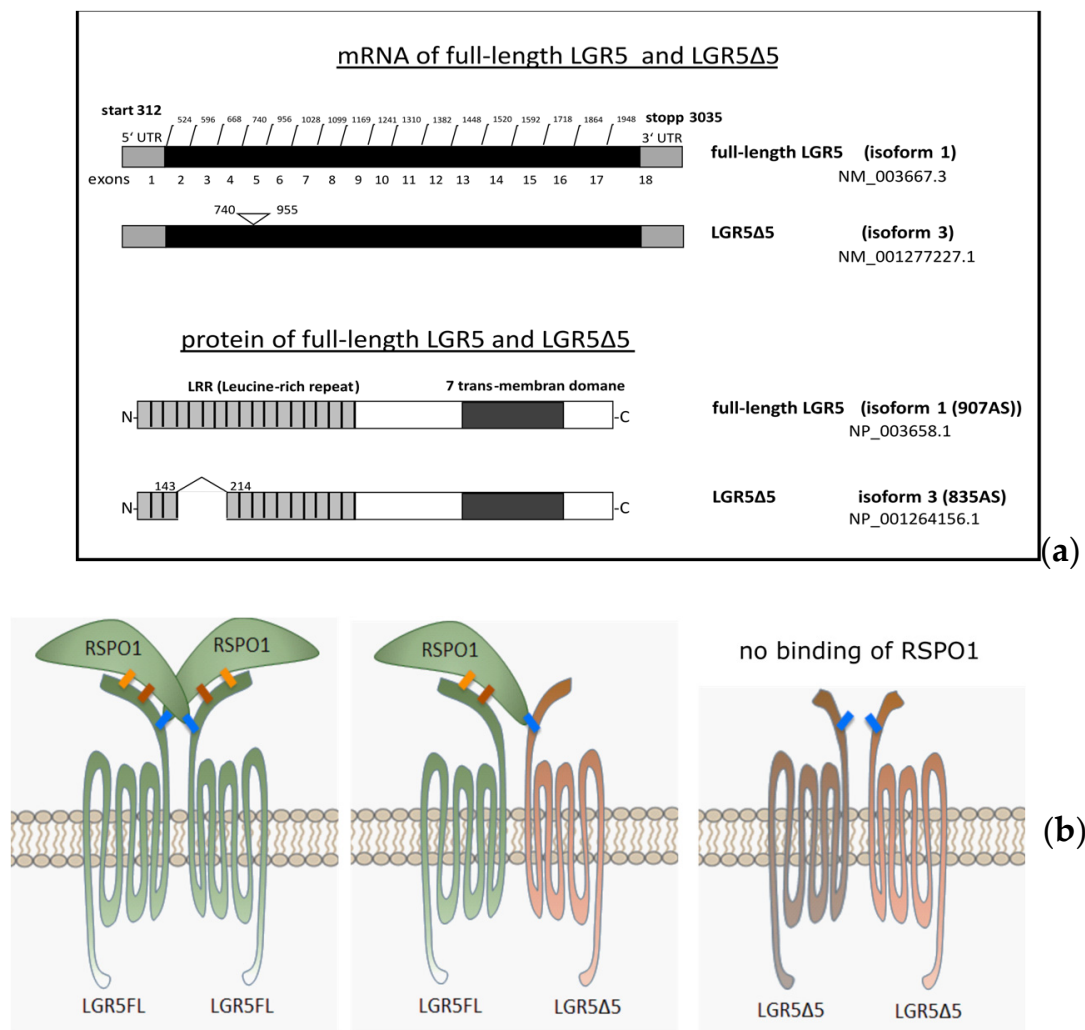 mRNA of full-length LGR5 and LGR5Δ5
start 312
524 596 668 740 956 1028 1099 1169 1241 1310 1382 1448 1520 1592 1718 1864 1948
stopp 3035
5' UTR
3' UTR
full-length LGR5 (isoform 1)
exons 1 2 3 4 5 6 7 8 9 10 11 12 13 14 15 16 17 18
NM_003667.3
740 955
LGR5Δ5 (isoform 3)
NM_001277227.1
protein of full-length LGR5 and LGR5Δ5
LRR (Leucine-rich repeat)
7 trans-membran domane
N- -C
full-length LGR5 (isoform 1 (907AS))
NP_003658.1
143 214
N- -C
LGR5Δ5 isoform 3 (835AS)
NP_001264156.1
(a)
RSPO1 RSPO1
RSPO1
no binding of RSPO1
(b)
LGR5FL LGR5FL
LGR5FL LGR5Δ5
LGR5Δ5 LGR5Δ5